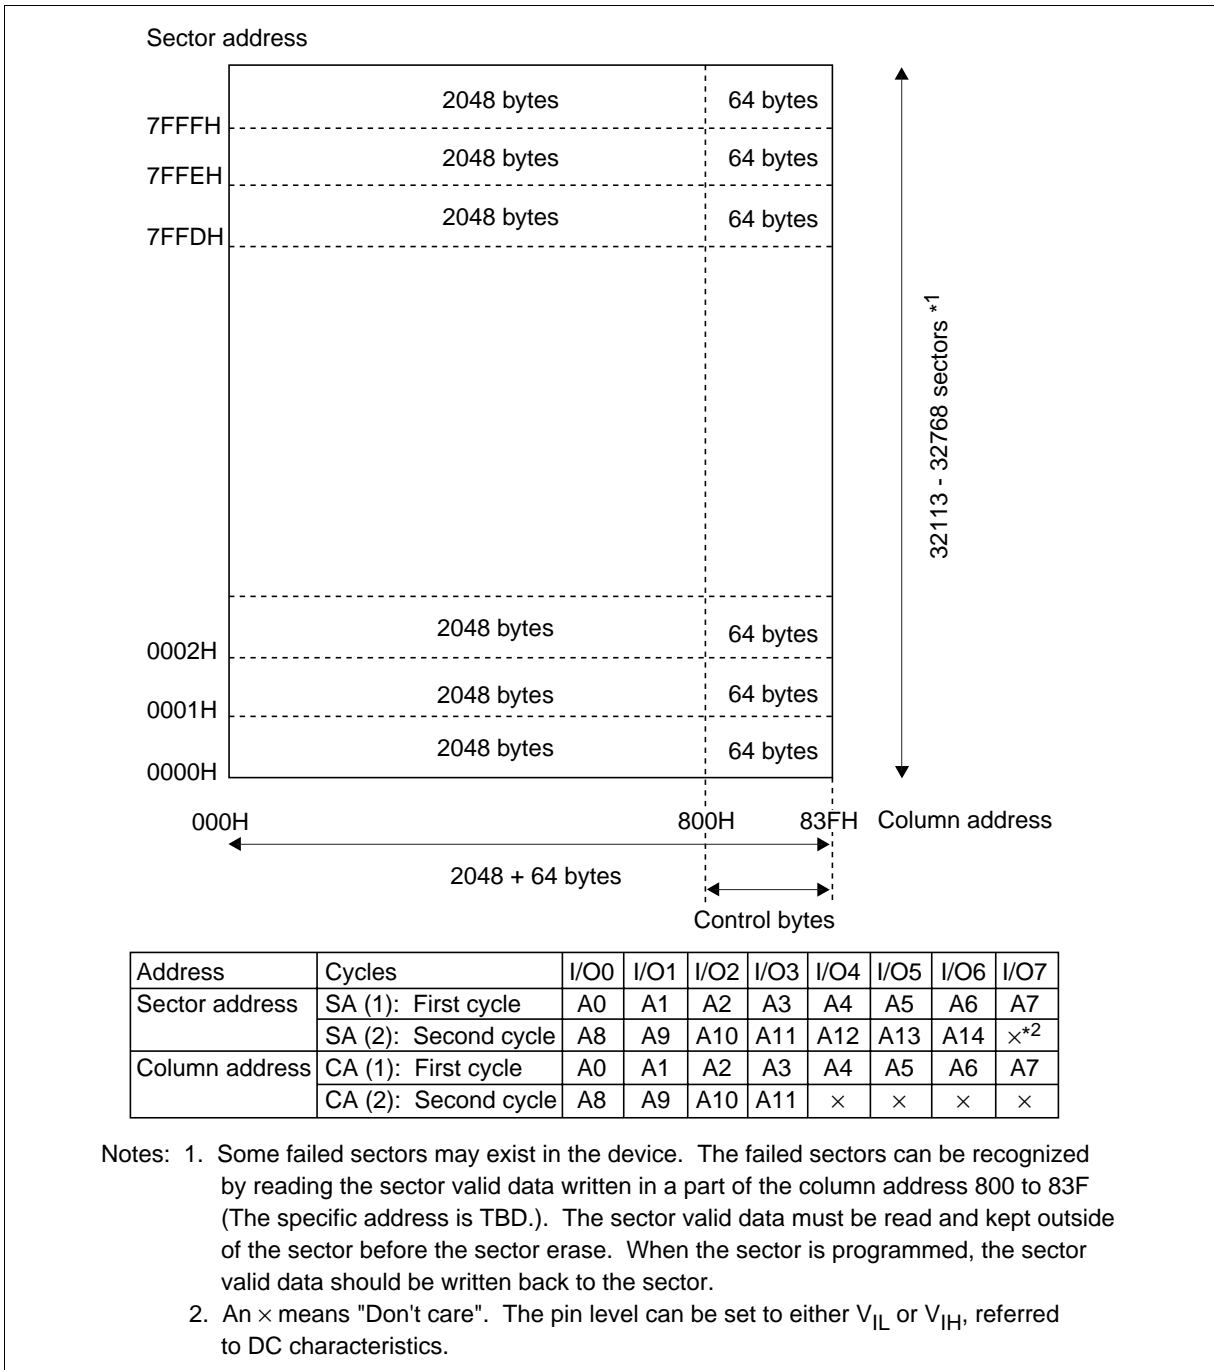 Sector address
2048 bytes 64 bytes
7FFFH
2048 bytes 64 bytes
7FFEH
2048 bytes 64 bytes
7FFDH
32113 - 32768 sectors *1
2048 bytes 64 bytes
0002H
2048 bytes 64 bytes
0001H
2048 bytes 64 bytes
0000H
000H 800H 83FH Column address
2048 + 64 bytes
Control bytes
Address Cycles I/O0 I/O1 I/O2 I/O3 I/O4 I/O5 I/O6 I/O7
Sector address SA (1): First cycle A0 A1 A2 A3 A4 A5 A6 A7
SA (2): Second cycle A8 A9 A10 A11 A12 A13 A14 ×*2
Column address CA (1): First cycle A0 A1 A2 A3 A4 A5 A6 A7
CA (2): Second cycle A8 A9 A10 A11 × × × ×
Notes: 1. Some failed sectors may exist in the device. The failed sectors can be recognized
by reading the sector valid data written in a part of the column address 800 to 83F
(The specific address is TBD.). The sector valid data must be read and kept outside
of the sector before the sector erase. When the sector is programmed, the sector
valid data should be written back to the sector.
2. An × means "Don't care". The pin level can be set to either VIL or VIH, referred
to DC characteristics.